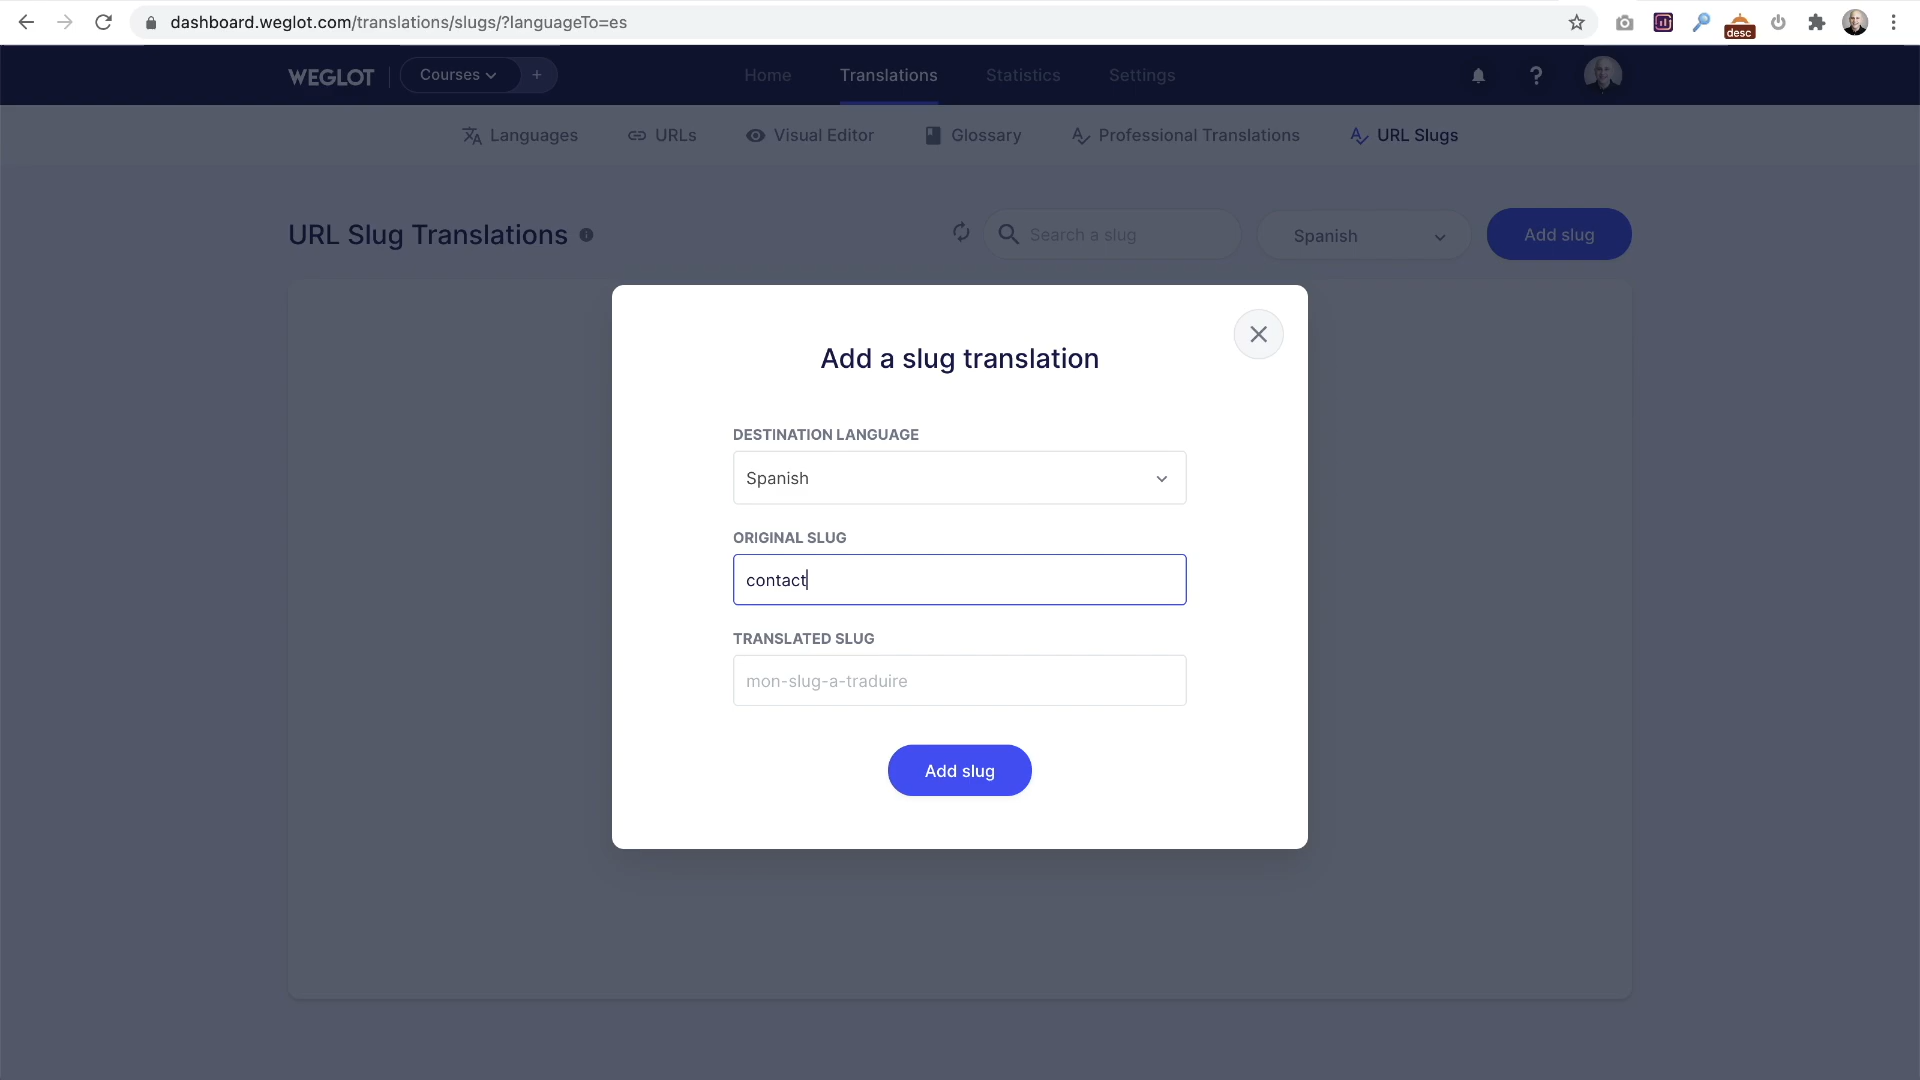 dashboard.weglot.com/translations/slugs/?languageTo=es
desc
WEGLOT
Courses
+
Home
Translations
Statistics
Settings
?
Languages
URLs
Visual Editor
Glossary
Professional Translations
URL Slugs
URL Slug Translations
Search a slug
Spanish
Add slug
Add a slug translation
DESTINATION LANGUAGE
Spanish
ORIGINAL SLUG
contact
TRANSLATED SLUG
mon-slug-a-traduire
Add slug